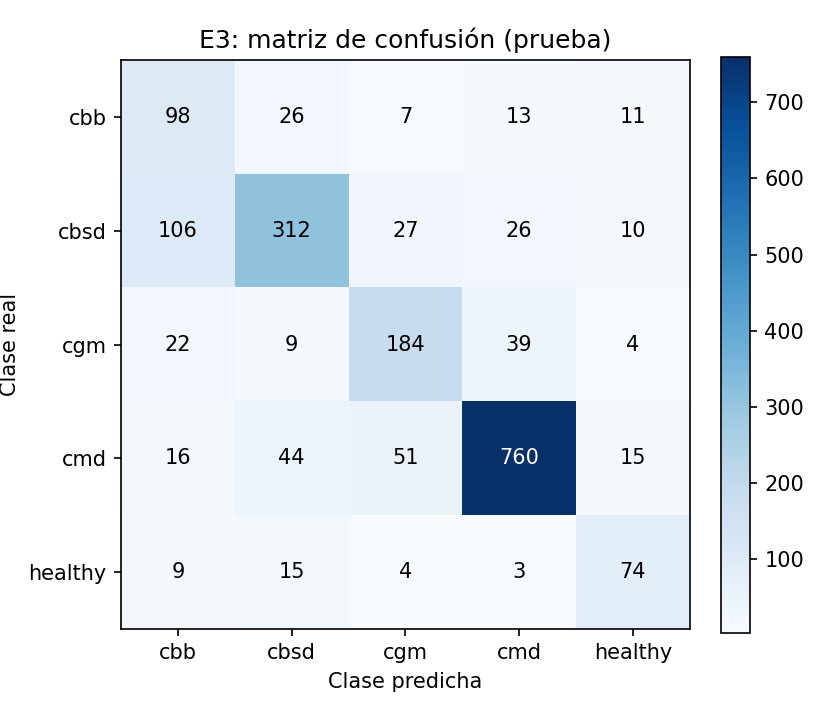 E3: matriz de confusión (prueba)
Clase real
cbb 98 26 7 13 11
cbsd 106 312 27 26 10
cgm 22 9 184 39 4
cmd 16 44 51 760 15
healthy 9 15 4 3 74
cbb cbsd cgm cmd healthy
Clase predicha
700
600
500
400
300
200
100